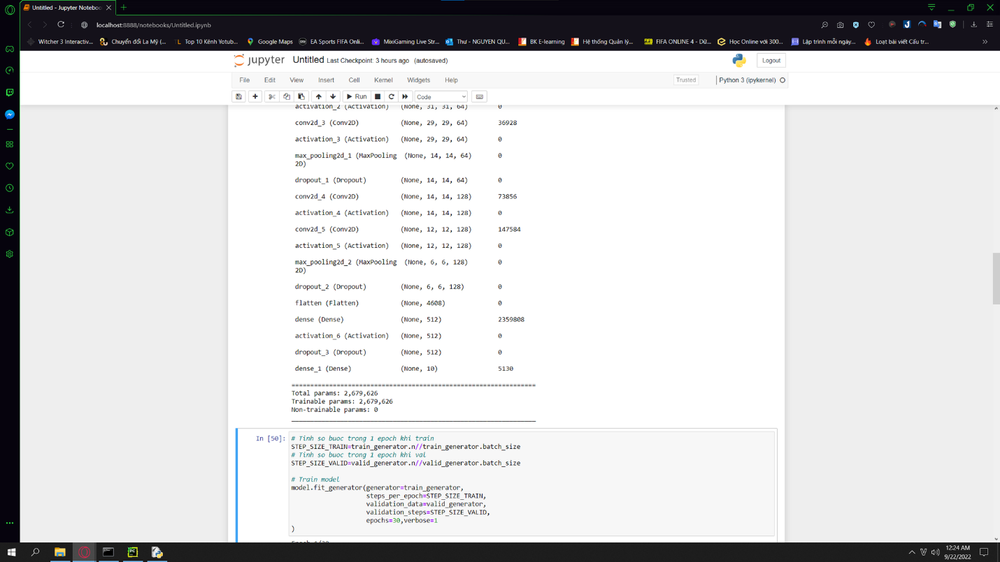 Untitled - Jupyter Noteboo
localhost:8888/notebooks/Untitled.ipynb
Witcher 3 Interactiv... Chuyển đổi La Mỹ (... Top 10 Kênh Yotub... Google Maps EA Sports FIFA Onli... MixiGaming Live Str... Thư - NGUYEN QU... BK E-learning Hệ thống Quản lý... FIFA ONLINE 4 - Dữ... Học Online với 300... Lập trình mỗi ngày... Loạt bài viết Cấu tr...
jupyter Untitled Last Checkpoint: 3 hours ago (autosaved) Logout
File Edit View Insert Cell Kernel Widgets Help Trusted Python 3 (ipykernel)
Run Code
activation_2 (Activation) (None, 31, 31, 64) 0
conv2d_3 (Conv2D) (None, 29, 29, 64) 36928
activation_3 (Activation) (None, 29, 29, 64) 0
max_pooling2d_1 (MaxPooling (None, 14, 14, 64) 0
2D)
dropout_1 (Dropout) (None, 14, 14, 64) 0
conv2d_4 (Conv2D) (None, 14, 14, 128) 73856
activation_4 (Activation) (None, 14, 14, 128) 0
conv2d_5 (Conv2D) (None, 12, 12, 128) 147584
activation_5 (Activation) (None, 12, 12, 128) 0
max_pooling2d_2 (MaxPooling (None, 6, 6, 128) 0
2D)
dropout_2 (Dropout) (None, 6, 6, 128) 0
flatten (Flatten) (None, 4608) 0
dense (Dense) (None, 512) 2359808
activation_6 (Activation) (None, 512) 0
dropout_3 (Dropout) (None, 512) 0
dense_1 (Dense) (None, 10) 5130
=================================================================
Total params: 2,679,626
Trainable params: 2,679,626
Non-trainable params: 0
_________________________________________________________________
In [50]: # Tinh so buoc trong 1 epoch khi train
STEP_SIZE_TRAIN=train_generator.n//train_generator.batch_size
# Tinh so buoc trong 1 epoch khi val
STEP_SIZE_VALID=valid_generator.n//valid_generator.batch_size
# Train model
model.fit_generator(generator=train_generator,
steps_per_epoch=STEP_SIZE_TRAIN,
validation_data=valid_generator,
validation_steps=STEP_SIZE_VALID,
epochs=30,verbose=1
)
Epoch 1/30
12:24 AM
9/22/2022